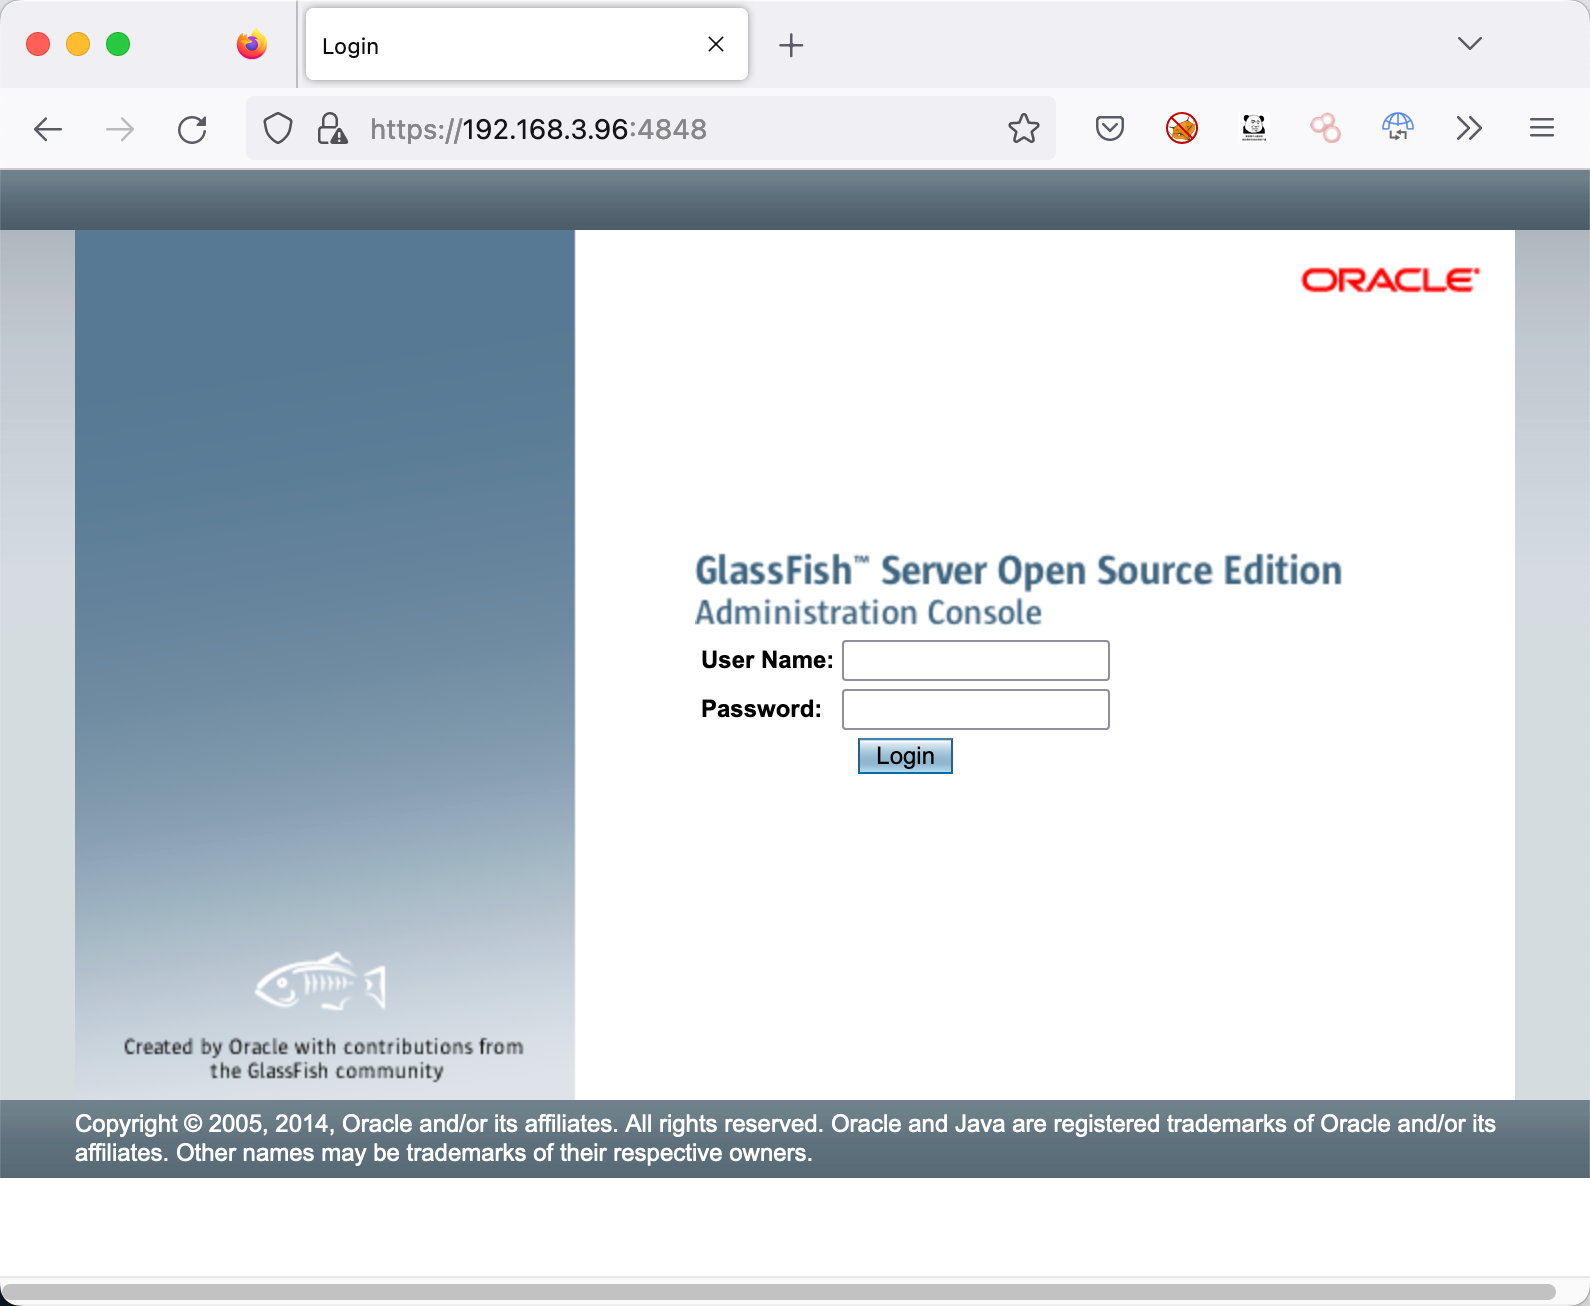 Login
https://192.168.3.96:4848
ORACLE
GlassFish™ Server Open Source Edition
Administration Console
User Name:
Password:
Login
Created by Oracle with contributions from
the GlassFish community
Copyright © 2005, 2014, Oracle and/or its affiliates. All rights reserved. Oracle and Java are registered trademarks of Oracle and/or its
affiliates. Other names may be trademarks of their respective owners.